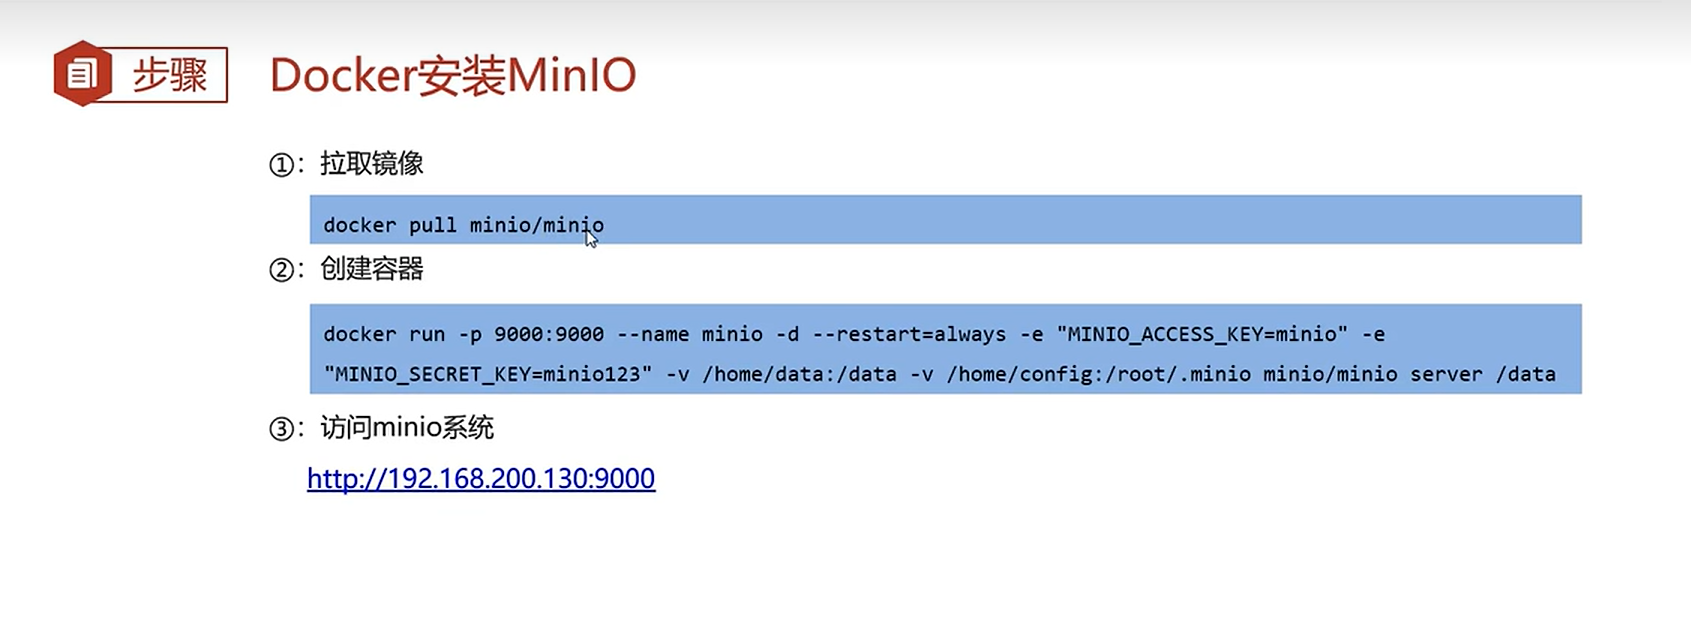 步骤
Docker安装MinIO
①：拉取镜像
docker pull minio/minio
②：创建容器
docker run -p 9000:9000 --name minio -d --restart=always -e "MINIO_ACCESS_KEY=minio" -e
"MINIO_SECRET_KEY=minio123" -v /home/data:/data -v /home/config:/root/.minio minio/minio server /data
③：访问minio系统
http://192.168.200.130:9000